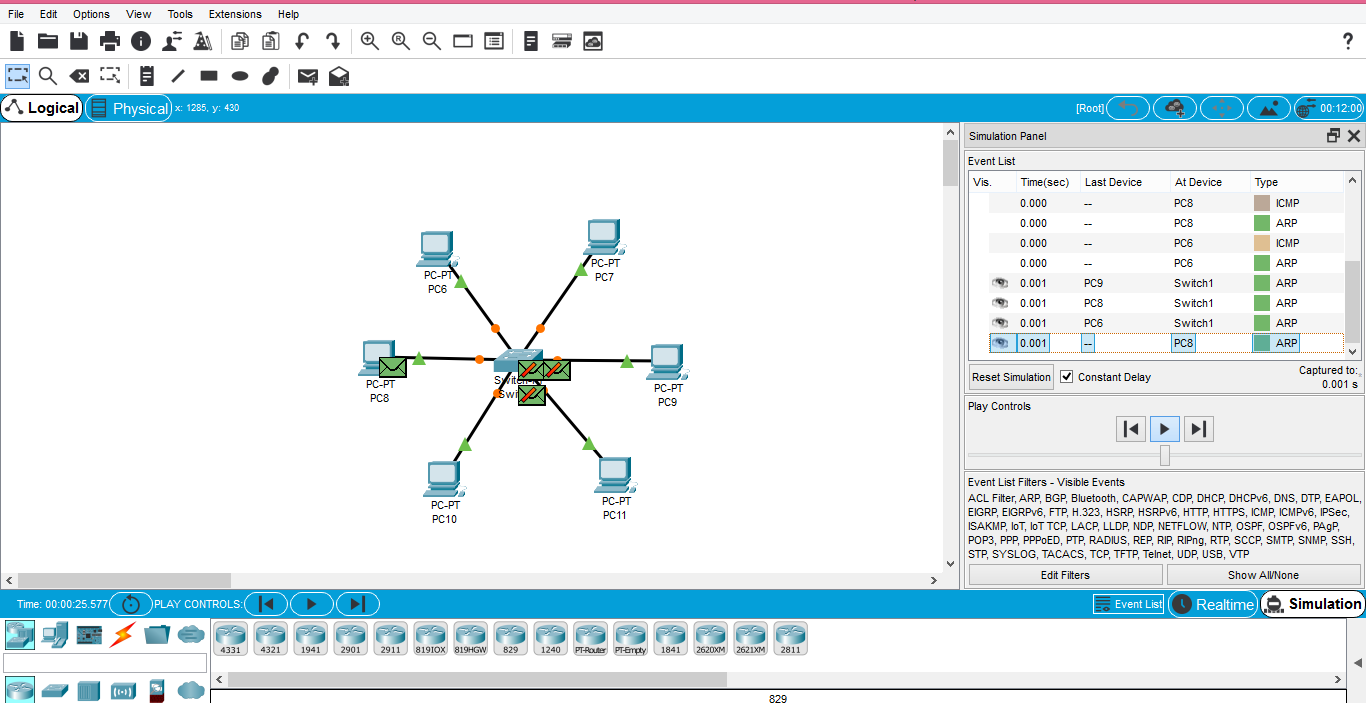 File Edit Options View Tools Extensions Help
Logical Physical x: 1285, y: 430 [Root] 00:12:00
Simulation Panel
Event List
Vis. Time(sec) Last Device At Device Type
0.000 -- PC8 ICMP
0.000 -- PC8 ARP
0.000 -- PC6 ICMP
0.000 -- PC6 ARP
0.001 PC9 Switch1 ARP
0.001 PC8 Switch1 ARP
0.001 PC6 Switch1 ARP
0.001 -- PC8 ARP
Reset Simulation Constant Delay Captured to:
0.001 s
Play Controls
Event List Filters - Visible Events
ACL Filter, ARP, BGP, Bluetooth, CAPWAP, CDP, DHCP, DHCPv6, DNS, DTP, EAPOL,
EIGRP, EIGRPv6, FTP, H.323, HSRP, HSRPv6, HTTP, HTTPS, ICMP, ICMPv6, IPSec,
ISAKMP, IoT, IoT TCP, LACP, LLDP, NDP, NETFLOW, NTP, OSPF, OSPFv6, PAgP,
POP3, PPP, PPPoED, PTP, RADIUS, REP, RIP, RIPng, RTP, SCCP, SMTP, SNMP, SSH,
STP, SYSLOG, TACACS, TCP, TFTP, Telnet, UDP, USB, VTP
Edit Filters Show All/None
PC-PT
PC6
PC-PT
PC7
PC-PT
PC8
PC-PT
PC9
PC-PT
PC10
PC-PT
PC11
Time: 00:00:25.577 PLAY CONTROLS: Event List Realtime Simulation
4331 4321 1941 2901 2911 819IOX 819HGW 829 1240 PT-Router PT-Empty 1841 2620XM 2621XM 2811
829